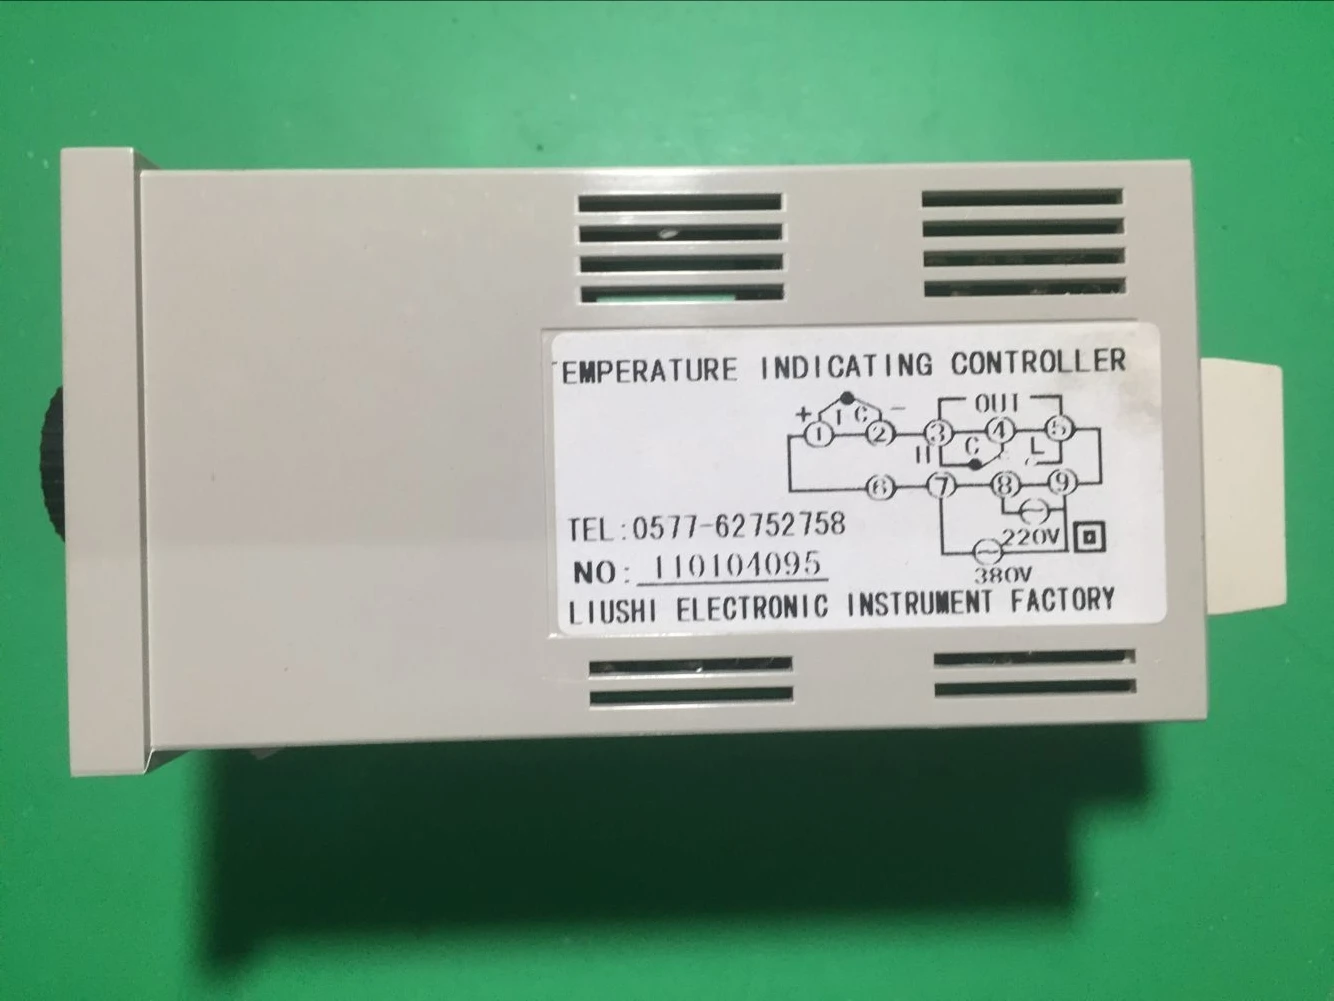 TEMPERATURE INDICATING CONTROLLER
+ TC - OUT
1 2 3 4 5
H C L
6 7 8 9
TEL:0577-62752758
220V
NO: 110104095
380V
LIUSHI ELECTRONIC INSTRUMENT FACTORY